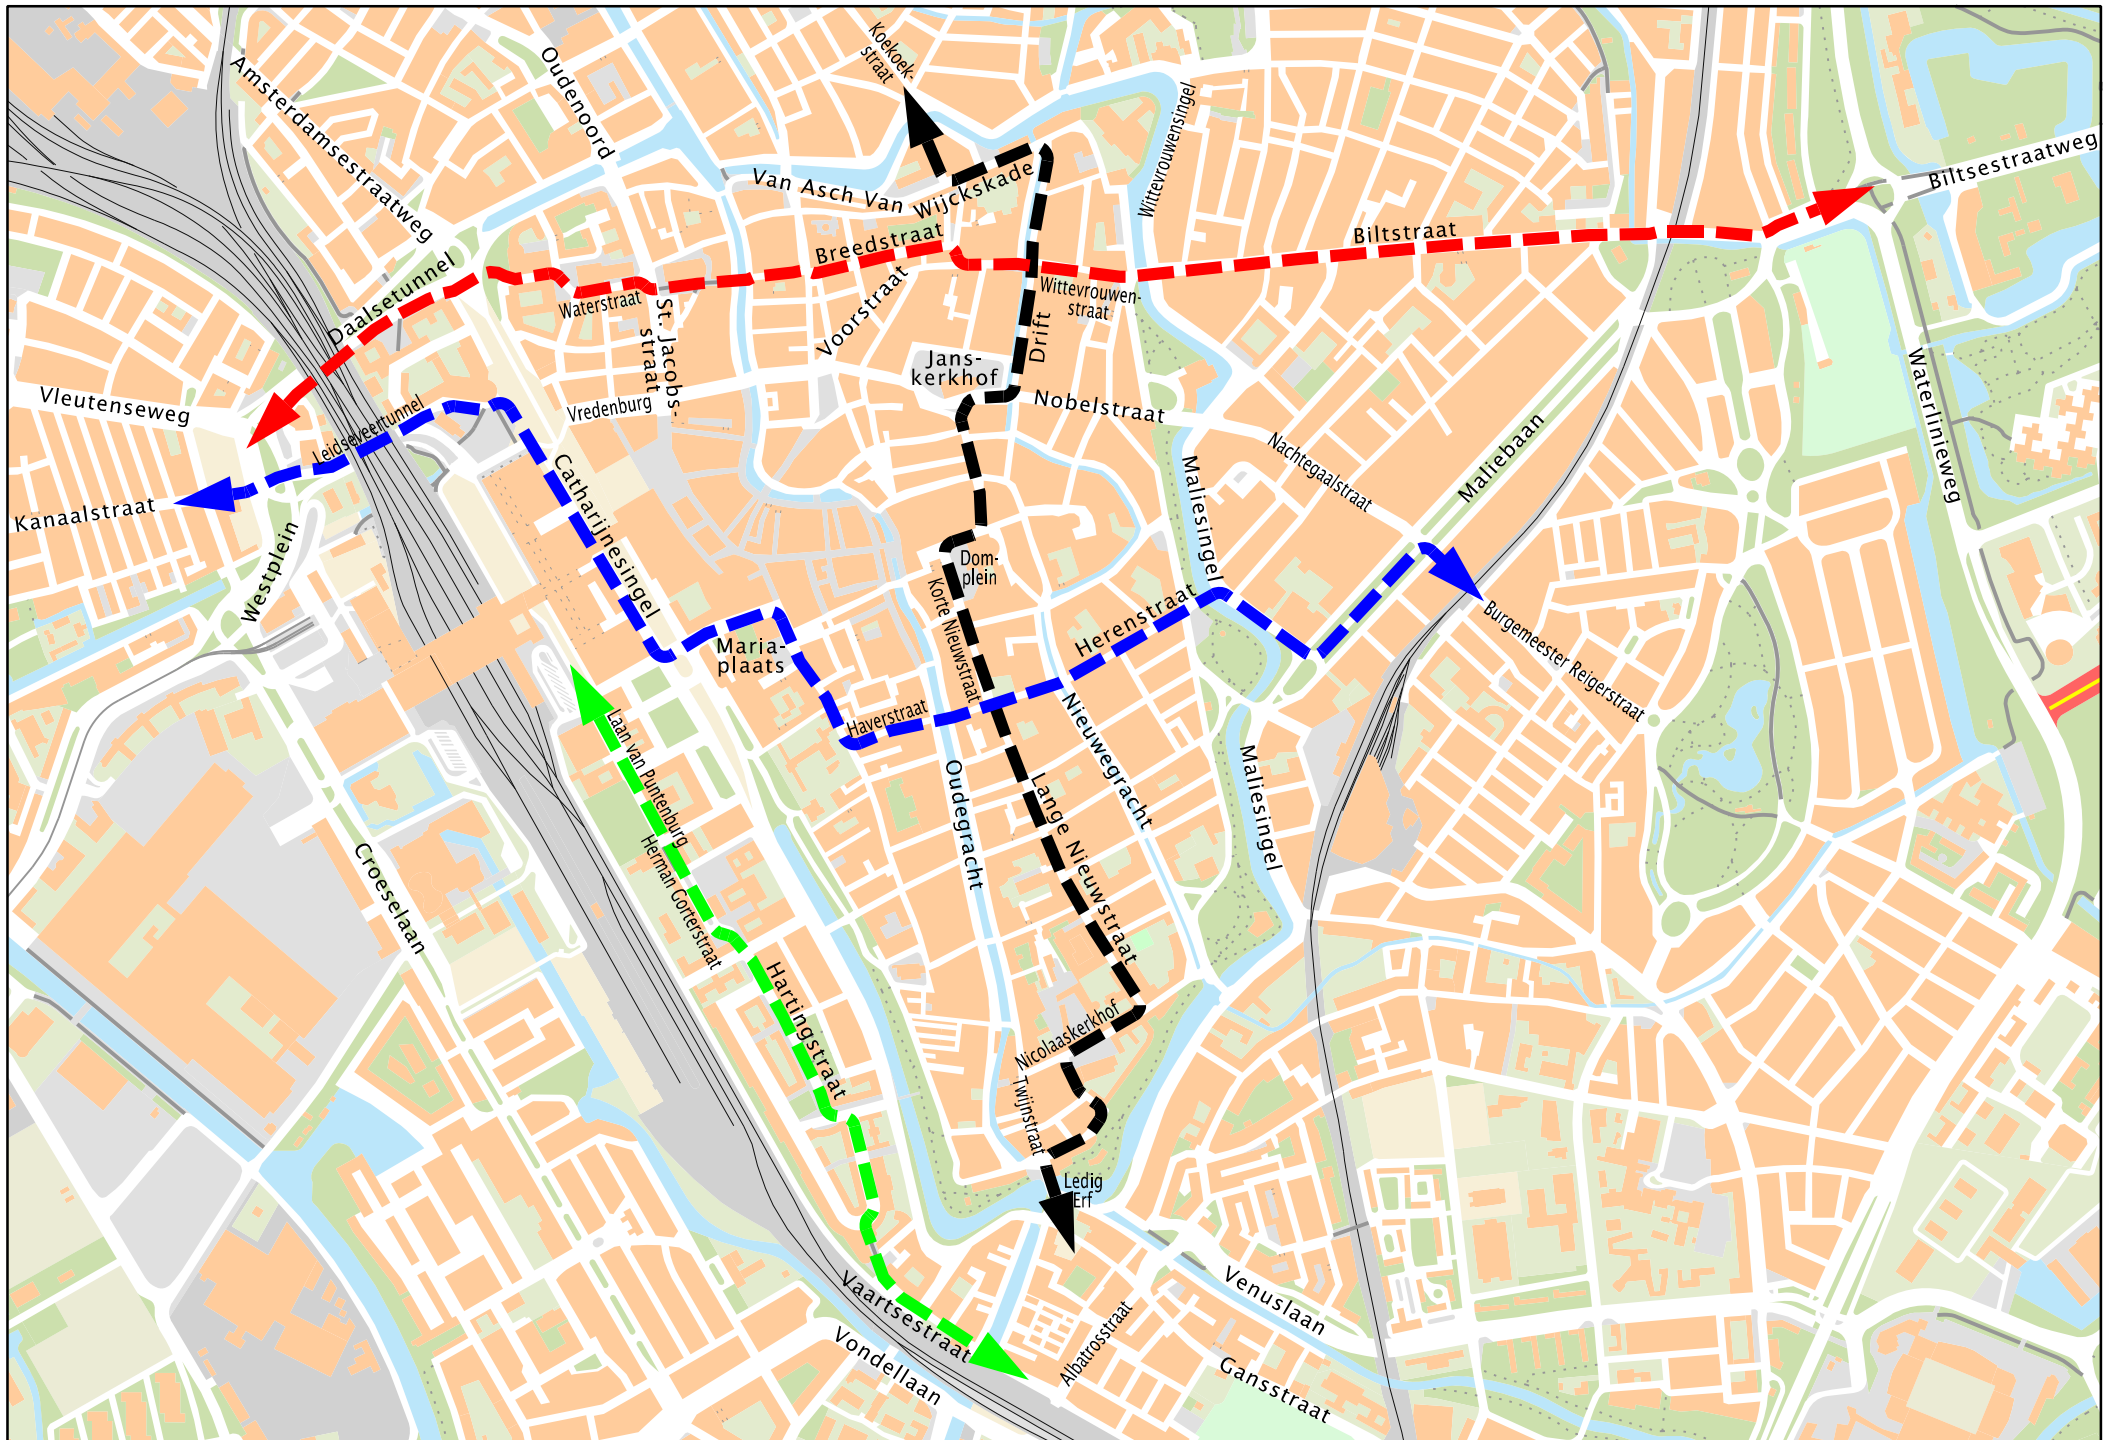 Koekoek-
straat
Oudenoord
Amsterdamsestraatweg
Wittevrouwensingel
Biltsestraatweg
Van Asch Van
Wijckskade
Breedstraat
Biltstraat
Daalsetunnel
Waterstraat
Wittevrouwen-
straat
St. Jacobs-
straat
Voorstraat
Drift
Jans-
kerkhof
Nobelstraat
Vredenburg
Vleutenseweg
Leidseveertunnel
Kanaalstraat
Nachtegaalstraat
Maliebaan
Waterlinieweg
Catharijnesingel
Maliesingel
Westplein
Dom-
plein
Korte Nieuwstraat
Herenstraat
Burgemeester Reigerstraat
Maria-
plaats
Haverstraat
Nieuwegracht
Laan van Puntenburg
Oudegracht
Lange Nieuwstraat
Maliesingel
Herman Gorterstraat
Croeselaan
Hartingstraat
Nicolaaskerkhof
Twijnstraat
Ledig
Erf
Vaartsestraat
Venuslaan
Vondellaan
Albatrosstraat
Gansstraat